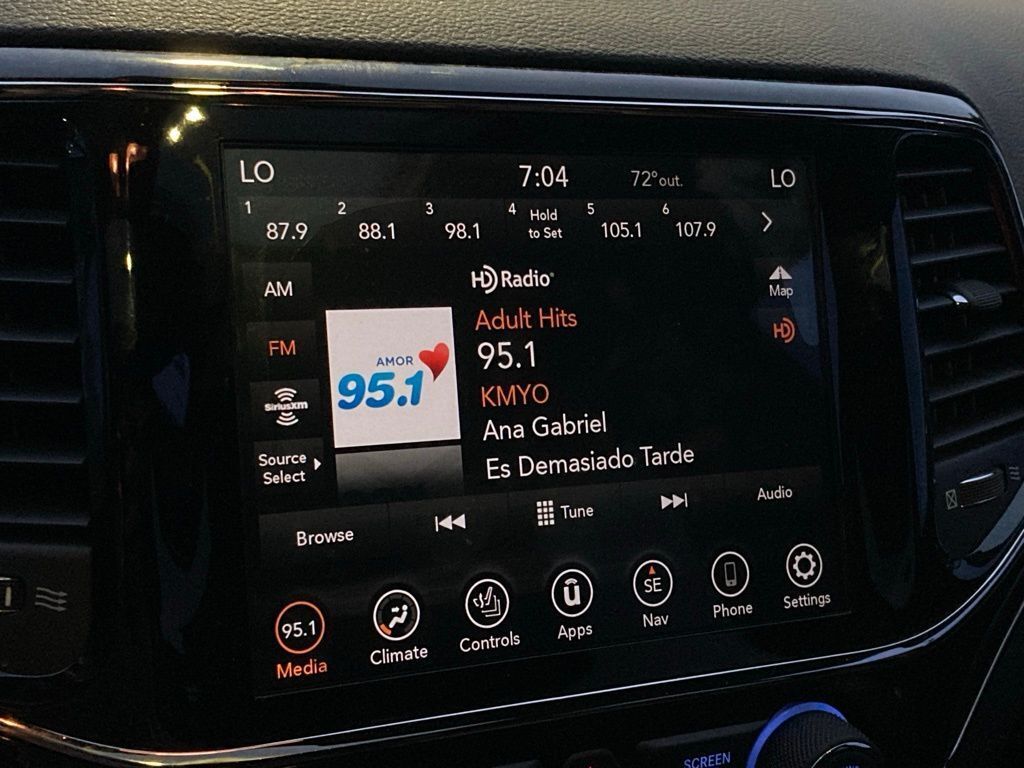 LO 7:04 72° out. LO
1 87.9 2 88.1 3 98.1 4 Hold to Set 5 105.1 6 107.9
AM
HD Radio
Map
Adult Hits
HD
FM
AMOR
95.1
95.1
KMYO
SiriusXM
Ana Gabriel
Source
Select
Es Demasiado Tarde
Browse Tune Audio
95.1 SE
Media Climate Controls Apps Nav Phone Settings
SCREEN